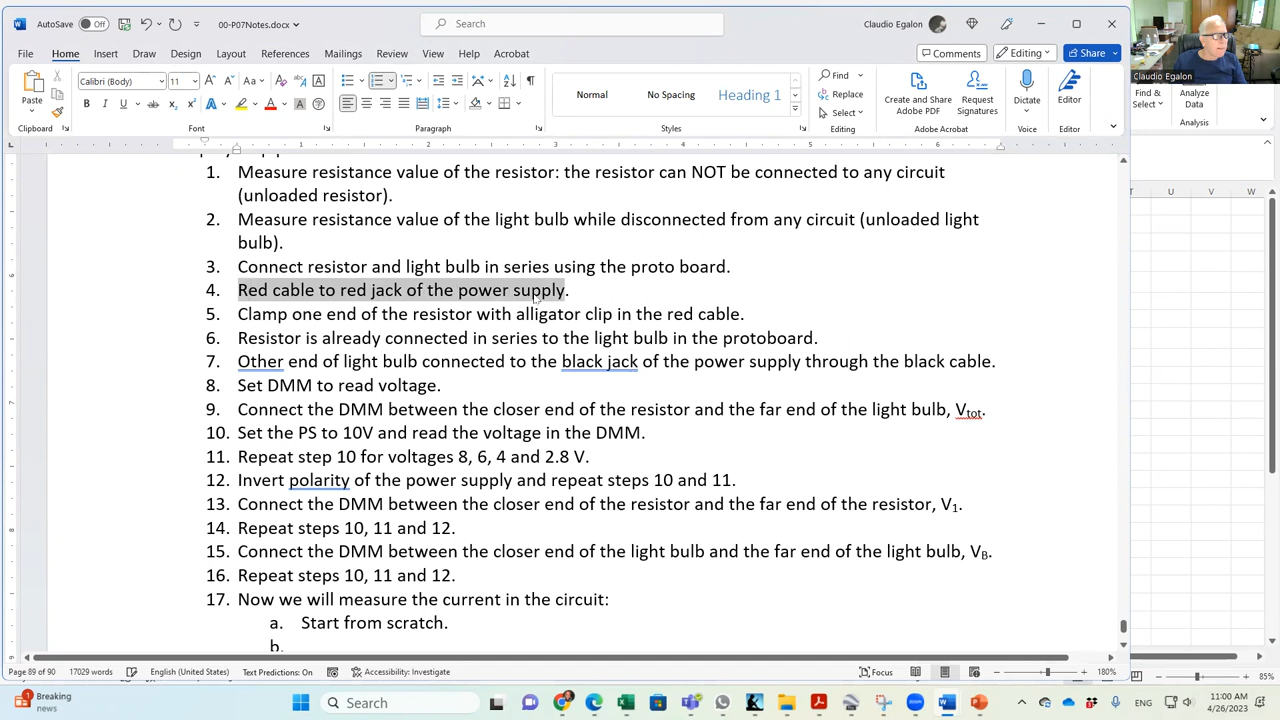 AutoSave Off 00-P07Notes.docx Search Claudio Egalon
File Home Insert Draw Design Layout References Mailings Review View Help Acrobat Comments Editing Share
Claudio Egalon
Paste Calibri (Body) 11 Normal No Spacing Heading 1 Find Replace Select Create and Share Adobe PDF Request Signatures Dictate Editor Find & Select Analyze Data
Clipboard Font Paragraph Styles Editing Adobe Acrobat Voice Editor Analysis
T U V W
1. Measure resistance value of the resistor: the resistor can NOT be connected to any circuit
(unloaded resistor).
2. Measure resistance value of the light bulb while disconnected from any circuit (unloaded light
bulb).
3. Connect resistor and light bulb in series using the proto board.
4. Red cable to red jack of the power supply.
5. Clamp one end of the resistor with alligator clip in the red cable.
6. Resistor is already connected in series to the light bulb in the protoboard.
7. Other end of light bulb connected to the black jack of the power supply through the black cable.
8. Set DMM to read voltage.
9. Connect the DMM between the closer end of the resistor and the far end of the light bulb, Vtot.
10. Set the PS to 10V and read the voltage in the DMM.
11. Repeat step 10 for voltages 8, 6, 4 and 2.8 V.
12. Invert polarity of the power supply and repeat steps 10 and 11.
13. Connect the DMM between the closer end of the resistor and the far end of the resistor, V1.
14. Repeat steps 10, 11 and 12.
15. Connect the DMM between the closer end of the light bulb and the far end of the light bulb, VB.
16. Repeat steps 10, 11 and 12.
17. Now we will measure the current in the circuit:
a. Start from scratch.
b.
Page 89 of 90 17029 words English (United States) Text Predictions: On Accessibility: Investigate Focus 180% 85%
Breaking news Search 11:00 AM
4/26/2023